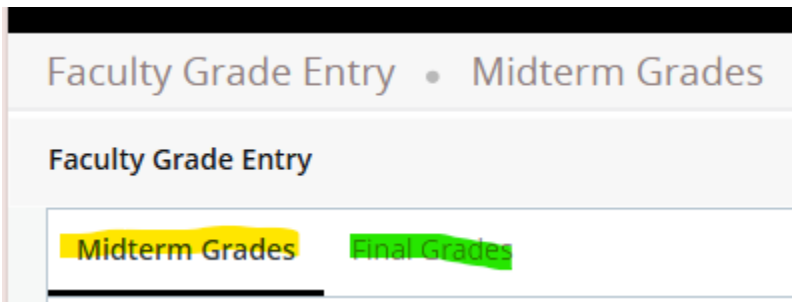 Faculty Grade Entry • Midterm Grades
Faculty Grade Entry
Midterm Grades Final Grades